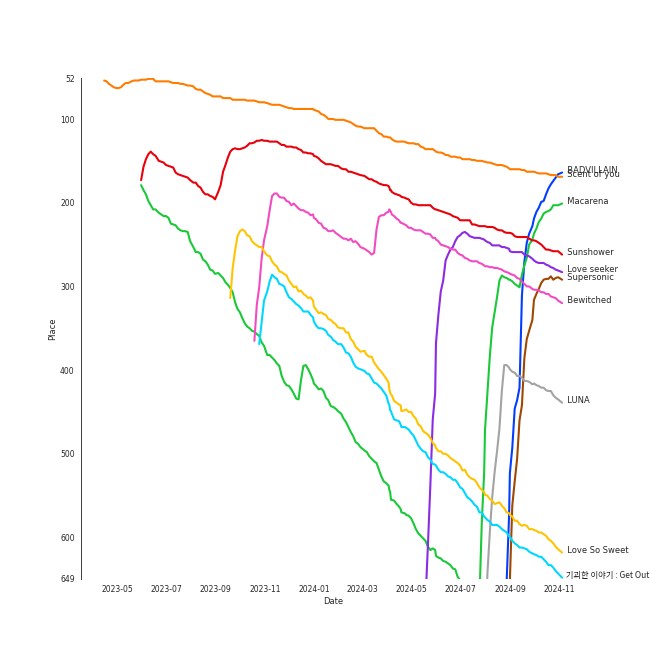 52
100
200
300
400
500
600
649
Place
2023-05
2023-07
2023-09
2023-11
2024-01
2024-03
2024-05
2024-07
2024-09
2024-11
Date
BADVILLAIN
Scent of you
Macarena
Sunshower
Love seeker
Supersonic
Bewitched
LUNA
Love So Sweet
기괴한 이야기 : Get Out